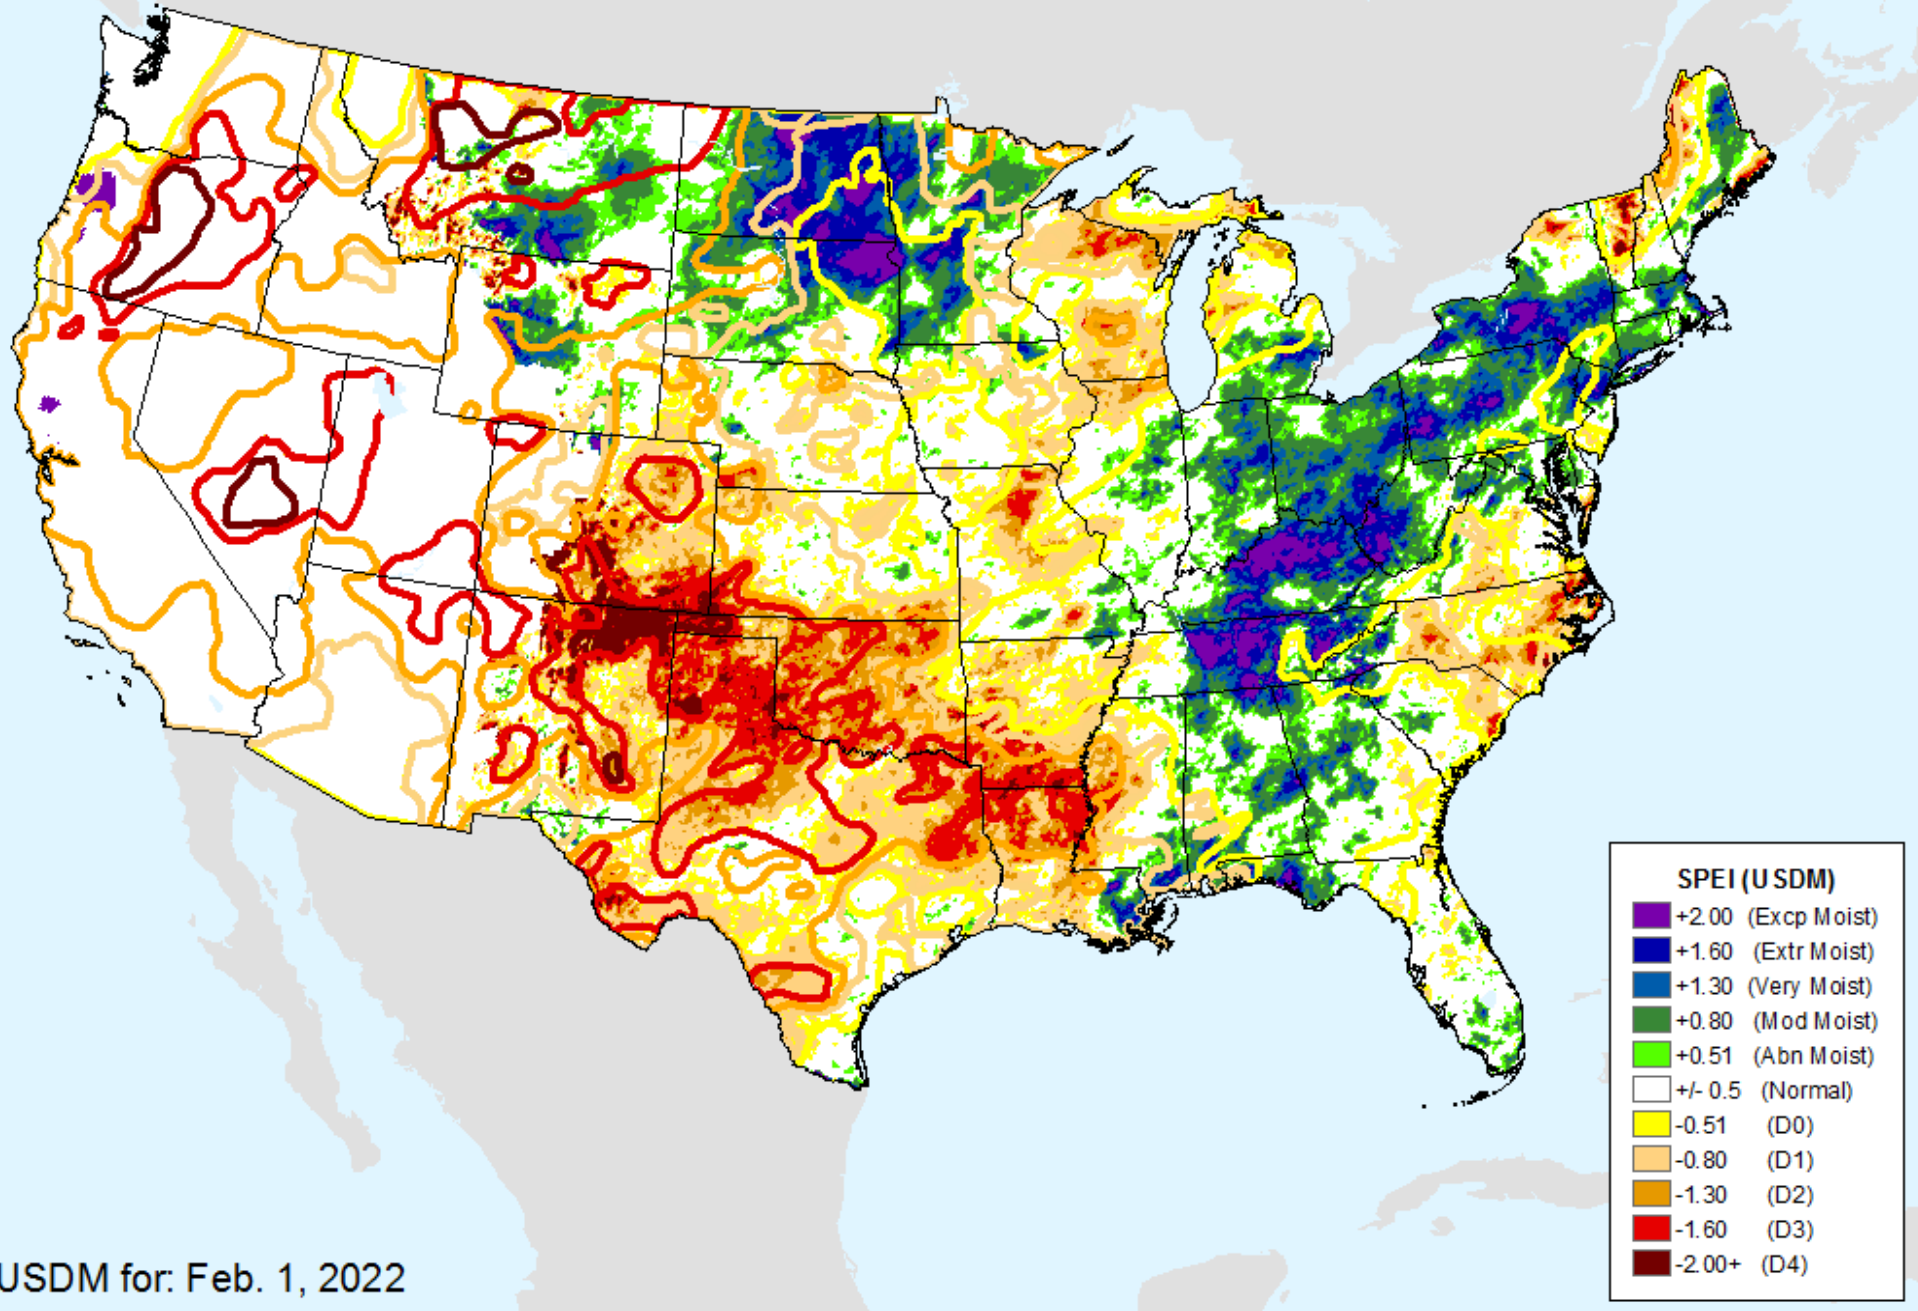 SPEI (USDM)
+2.00 (Excp Moist)
+1.60 (Extr Moist)
+1.30 (Very Moist)
+0.80 (Mod Moist)
+0.51 (Abn Moist)
+/- 0.5 (Normal)
-0.51 (D0)
-0.80 (D1)
-1.30 (D2)
-1.60 (D3)
-2.00+ (D4)
USDM for: Feb. 1, 2022